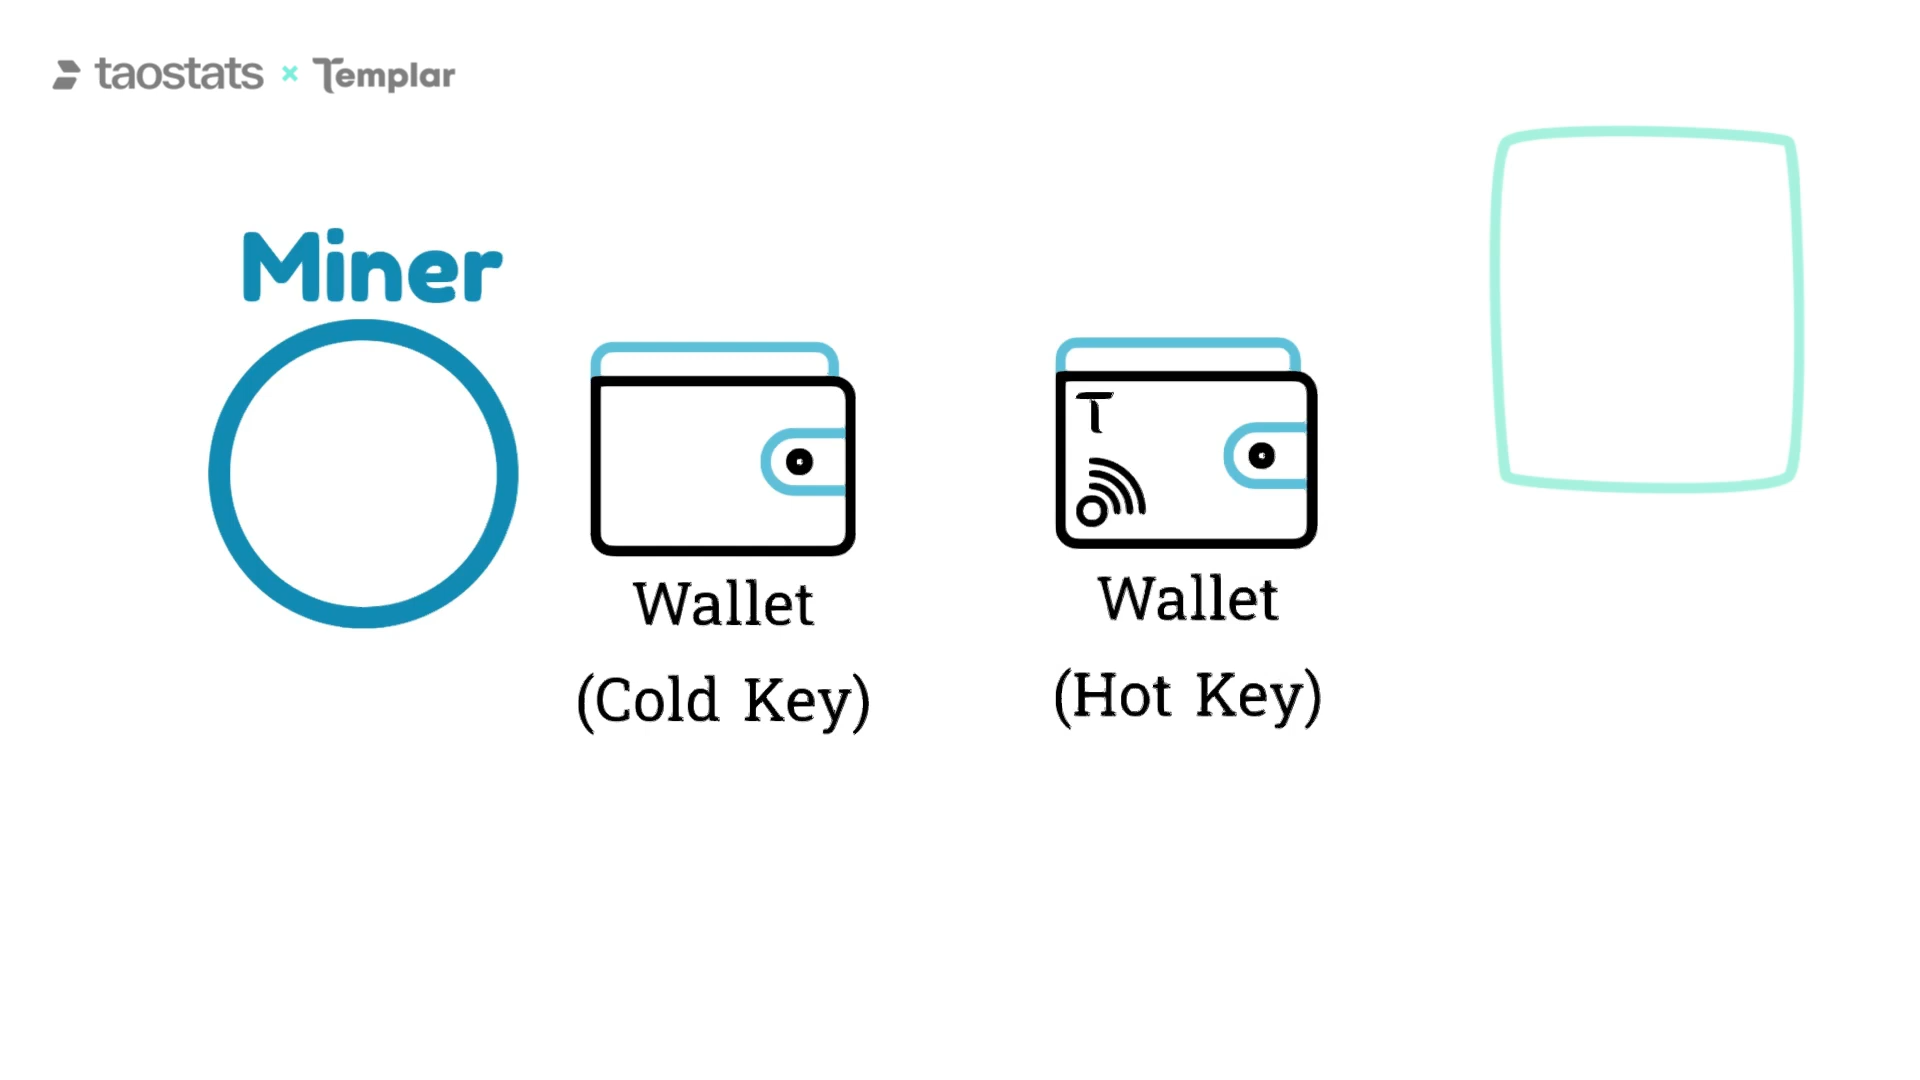 taostats × Templar
Miner
Wallet
(Cold Key)
T
Wallet
(Hot Key)